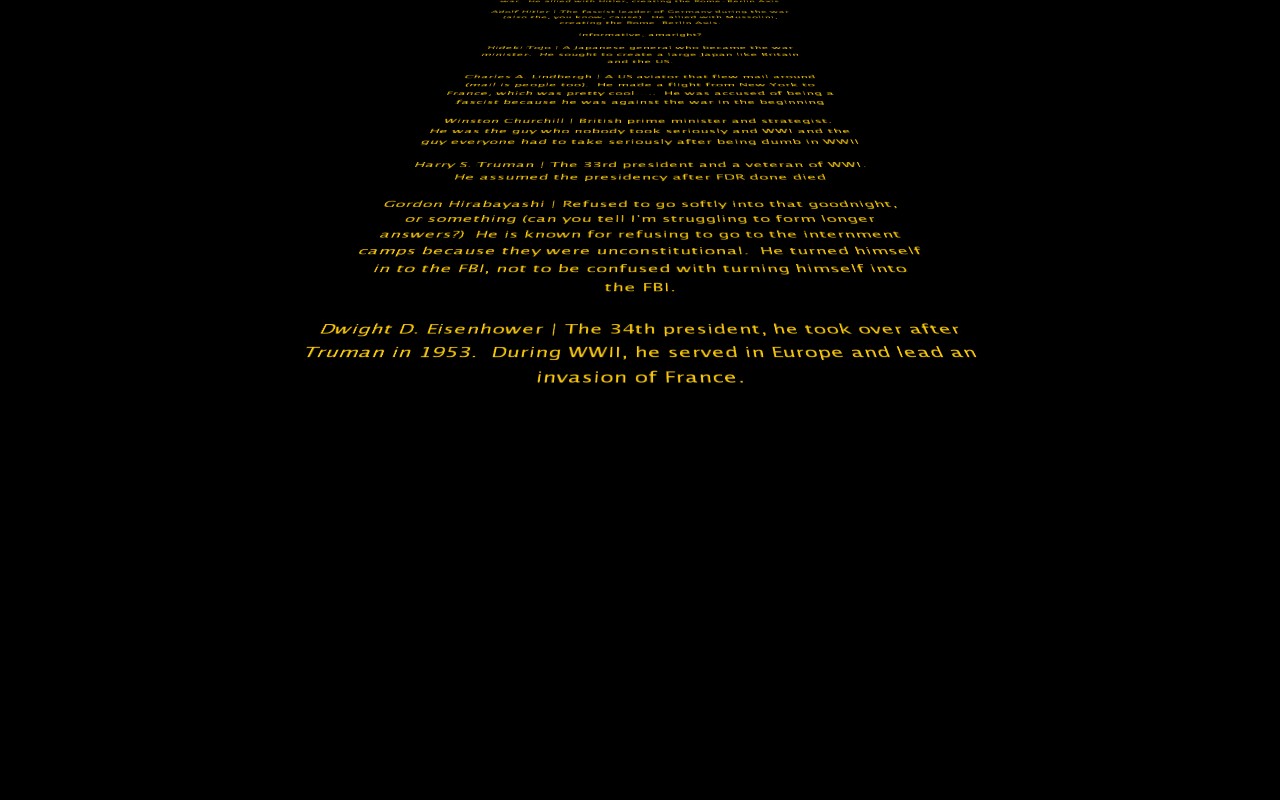 war. He allied with Hitler, creating the Rome-Berlin Axis
Adolf Hitler | The fascist leader of Germany during the war
(also the, you know, cause). He allied with Mussolini,
creating the Rome-Berlin Axis.
Informative, amaright?
Hideki Tojo | A Japanese general who became the war
minister. He sought to create a large Japan like Britain
and the US.
Charles A. Lindbergh | A US aviator that flew mail around
(mail is people too). He made a flight from New York to
France, which was pretty cool . .. He was accused of being a
fascist because he was against the war in the beginning
Winston Churchill | British prime minister and strategist.
He was the guy who nobody took seriously and WWI and the
guy everyone had to take seriously after being dumb in WWII
Harry S. Truman | The 33rd president and a veteran of WWI.
He assumed the presidency after FDR done died
Gordon Hirabayashi | Refused to go softly into that goodnight,
or something (can you tell I'm struggling to form longer
answers?) He is known for refusing to go to the internment
camps because they were unconstitutional. He turned himself
in to the FBI, not to be confused with turning himself into
the FBI.
Dwight D. Eisenhower | The 34th president, he took over after
Truman in 1953. During WWII, he served in Europe and lead an
invasion of France.